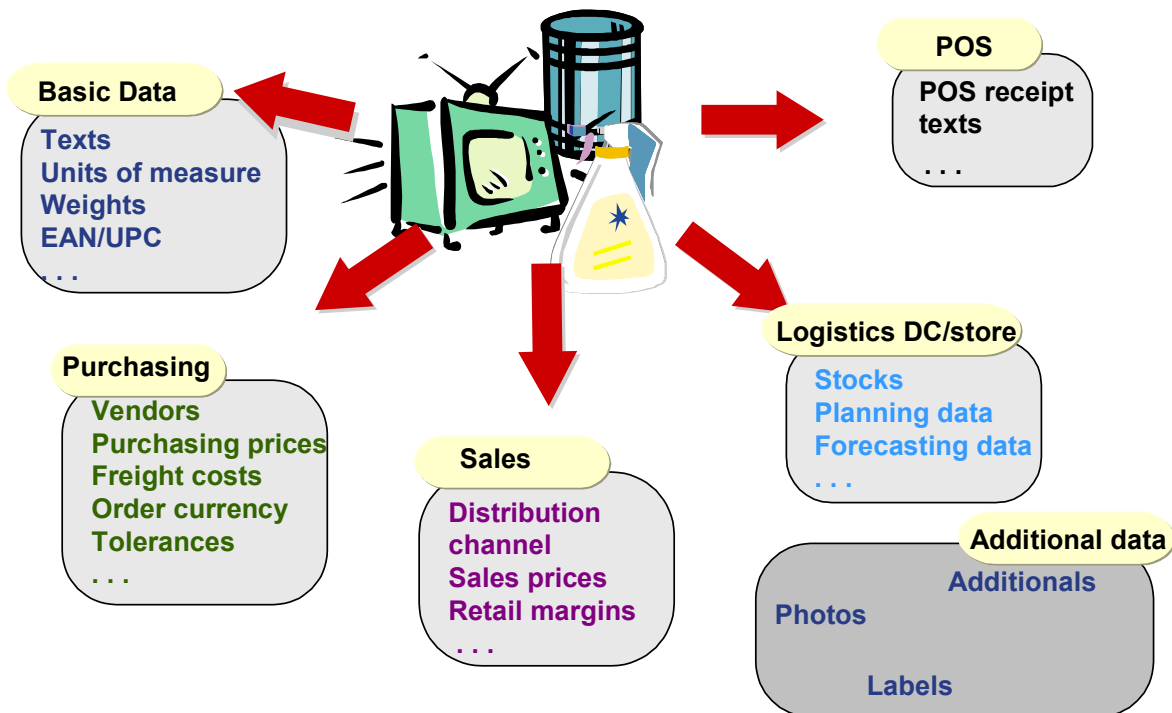 Basic Data
Texts
Units of measure
Weights
EAN/UPC
. . .
POS
POS receipt
texts
. . .
Purchasing
Vendors
Purchasing prices
Freight costs
Order currency
Tolerances
. . .
Sales
Distribution
channel
Sales prices
Retail margins
. . .
Logistics DC/store
Stocks
Planning data
Forecasting data
. . .
Additional data
Additionals
Photos
Labels